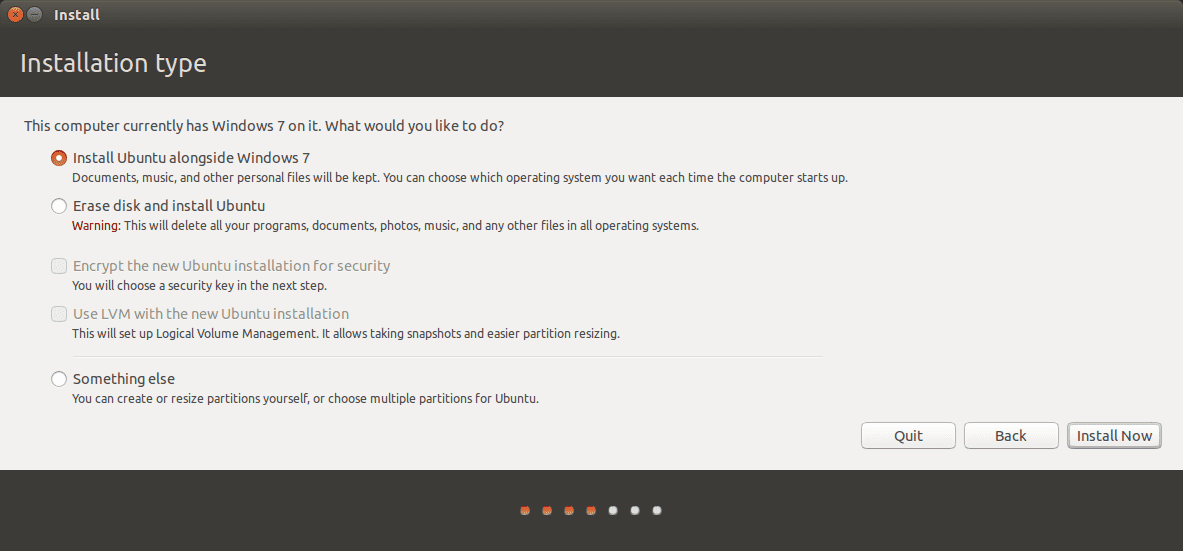 Install
Installation type
This computer currently has Windows 7 on it. What would you like to do?
Install Ubuntu alongside Windows 7
Documents, music, and other personal files will be kept. You can choose which operating system you want each time the computer starts up.
Erase disk and install Ubuntu
Warning: This will delete all your programs, documents, photos, music, and any other files in all operating systems.
Encrypt the new Ubuntu installation for security
You will choose a security key in the next step.
Use LVM with the new Ubuntu installation
This will set up Logical Volume Management. It allows taking snapshots and easier partition resizing.
Something else
You can create or resize partitions yourself, or choose multiple partitions for Ubuntu.
Quit Back Install Now